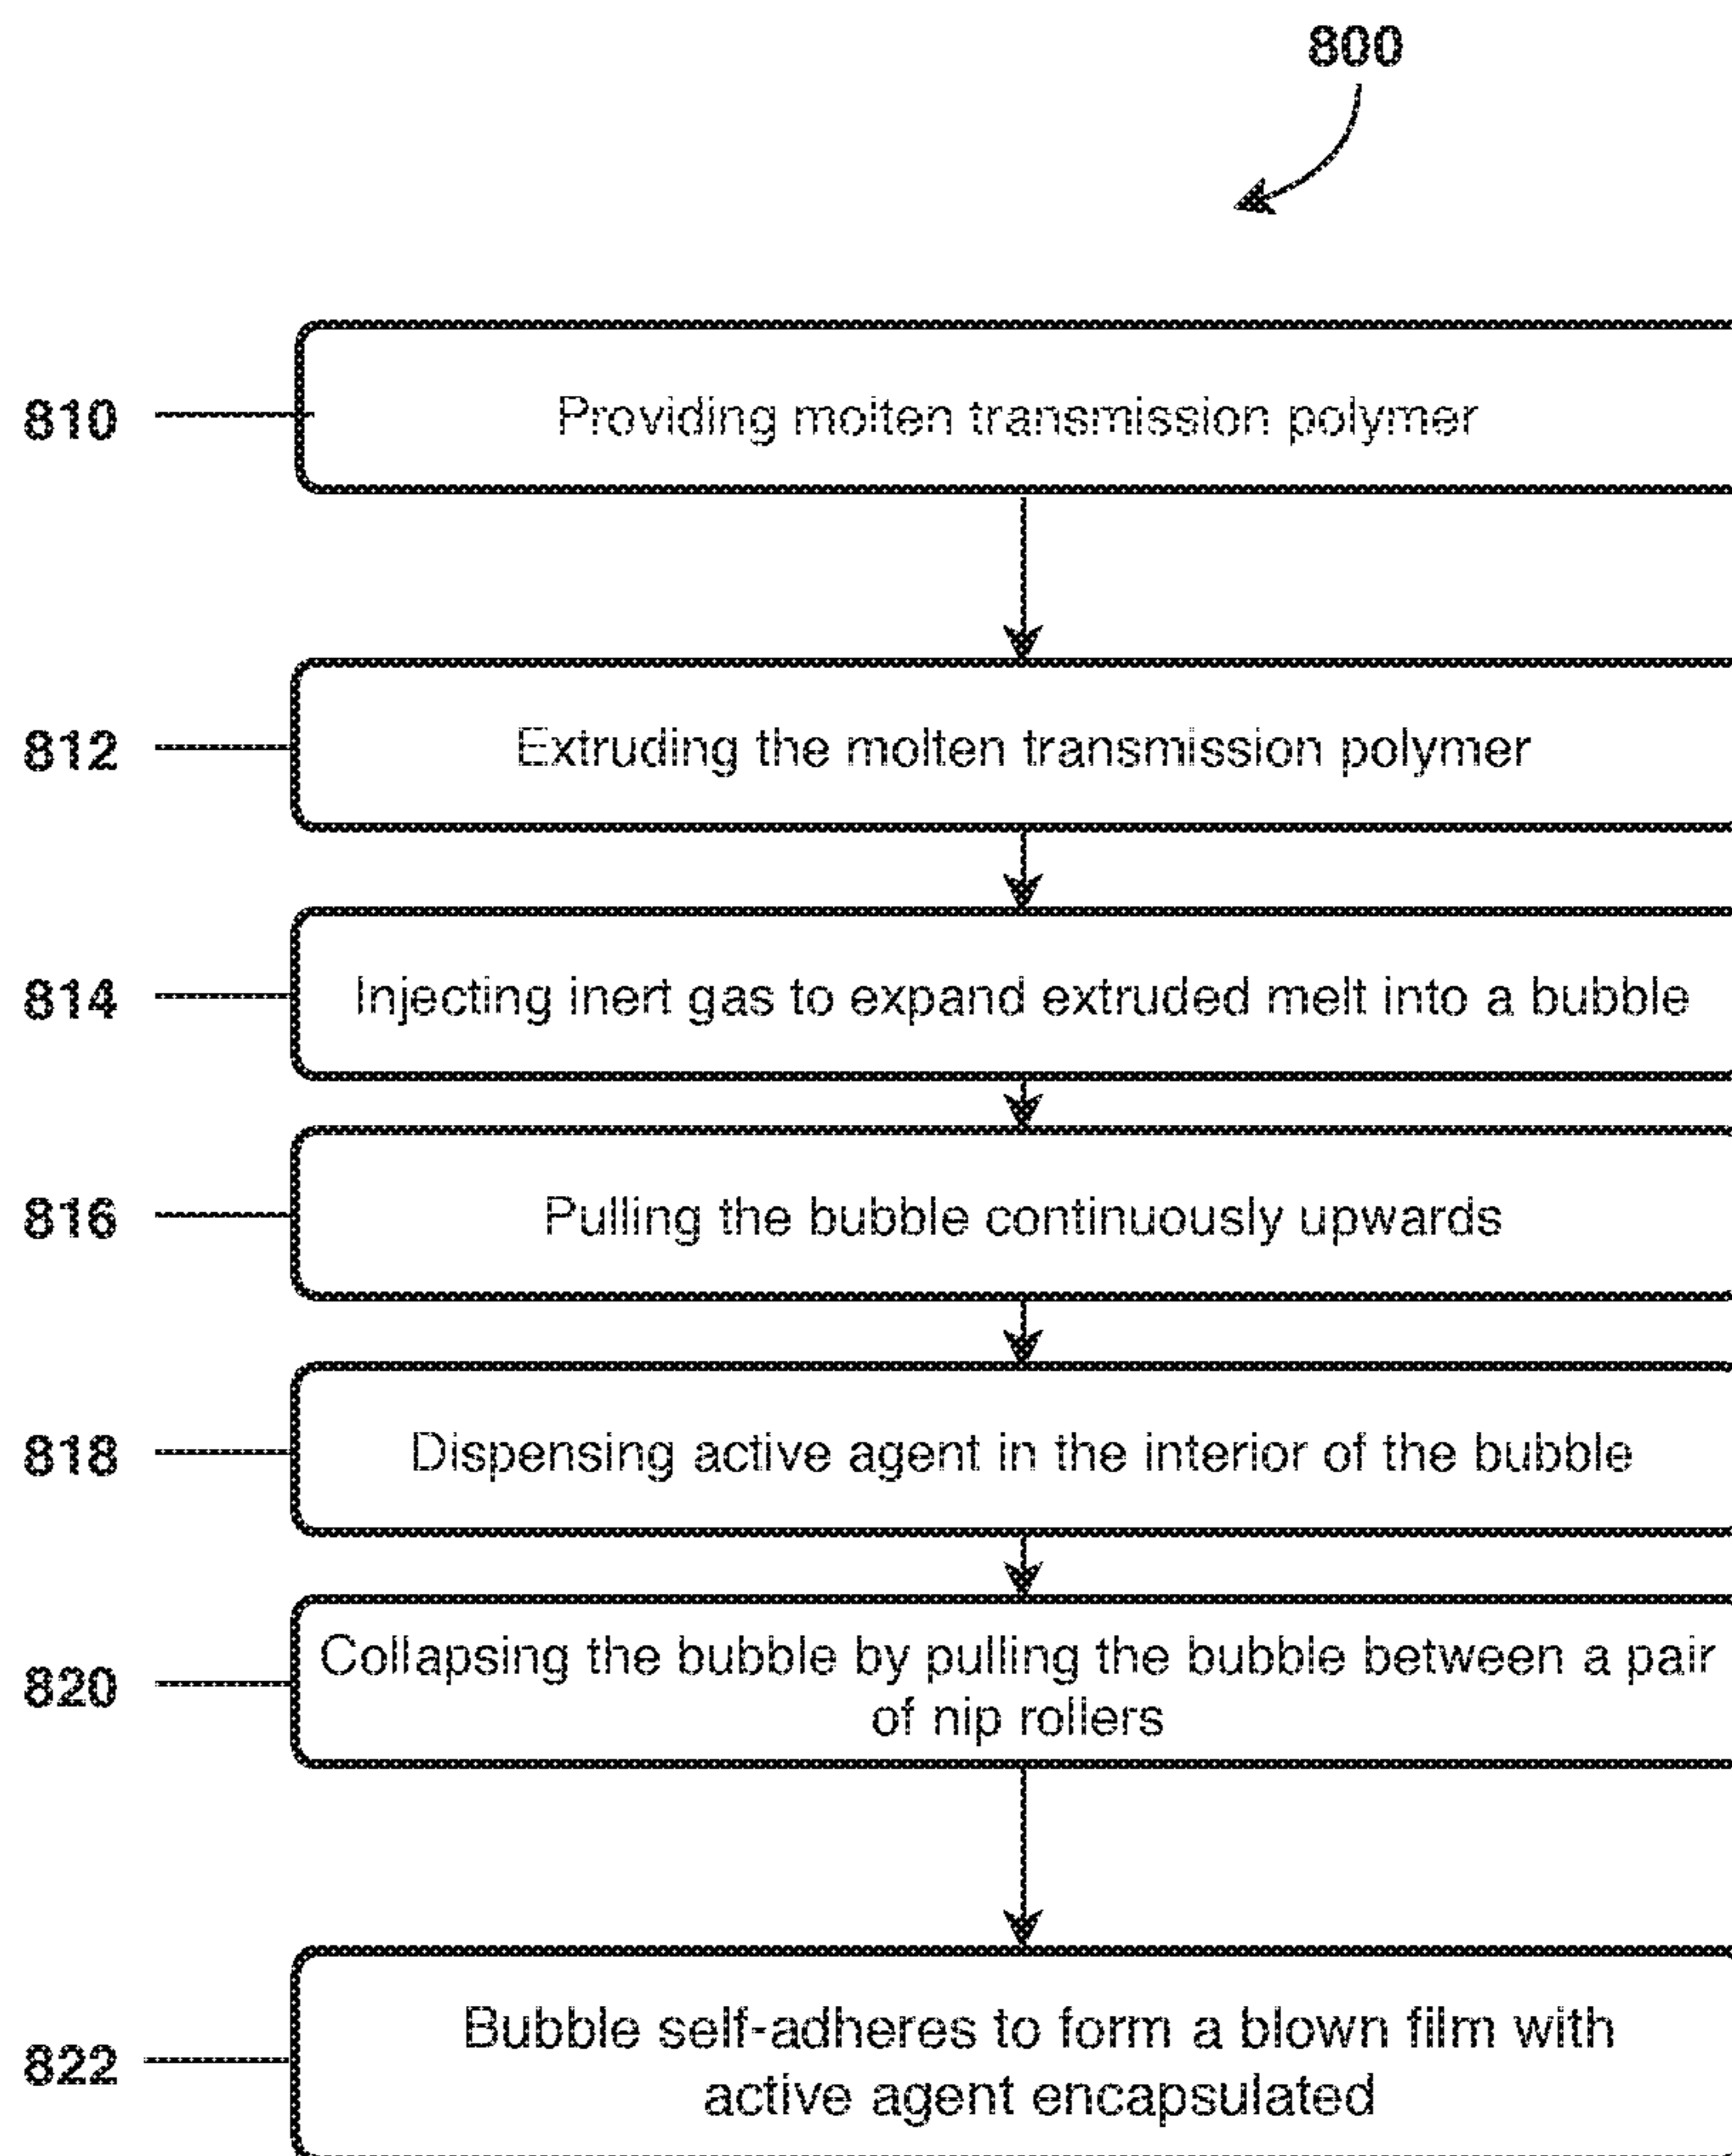 800
810
Providing molten transmission polymer
812
Extruding the molten transmission polymer
814
Injecting inert gas to expand extruded melt into a bubble
816
Pulling the bubble continuously upwards
818
Dispensing active agent in the interior of the bubble
820
Collapsing the bubble by pulling the bubble between a pair
of nip rollers
822
Bubble self-adheres to form a blown film with
active agent encapsulated